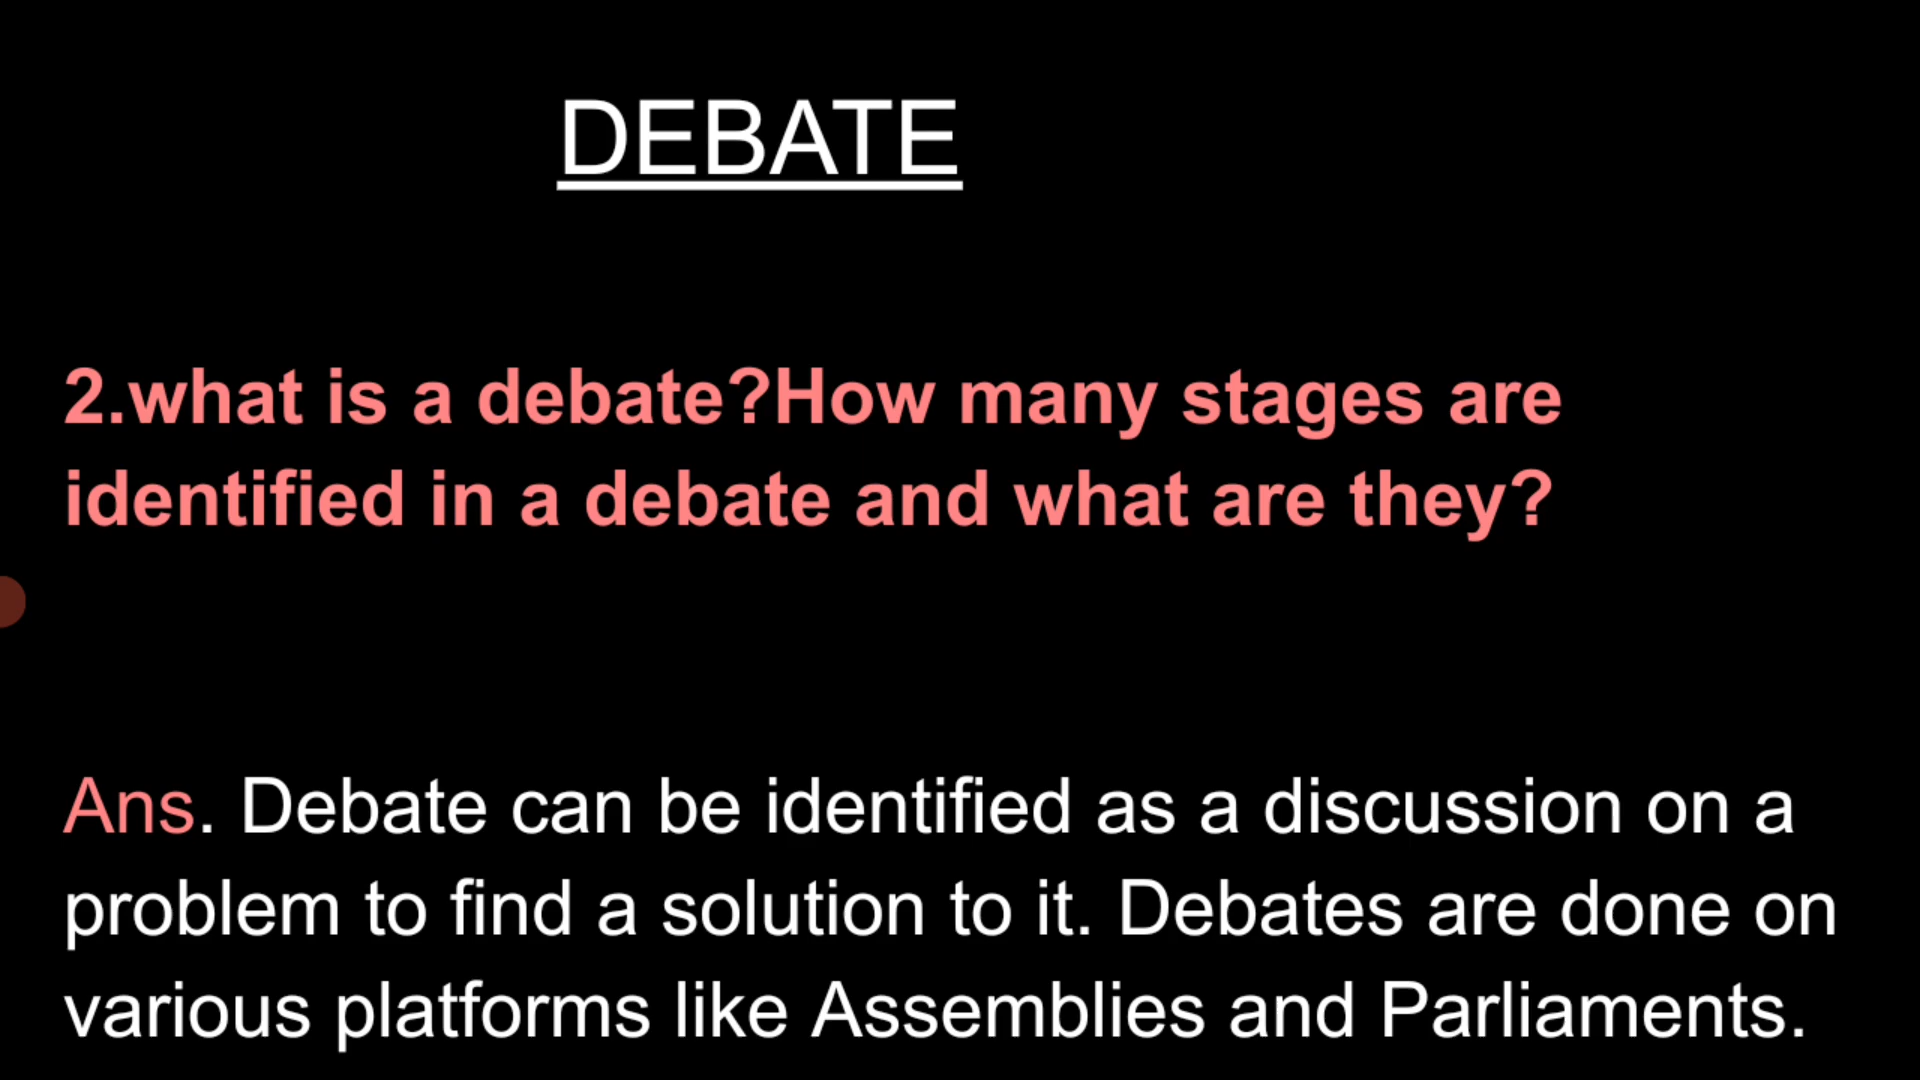 DEBATE
2.what is a debate?How many stages are
identified in a debate and what are they?
Ans. Debate can be identified as a discussion on a
problem to find a solution to it. Debates are done on
various platforms like Assemblies and Parliaments.